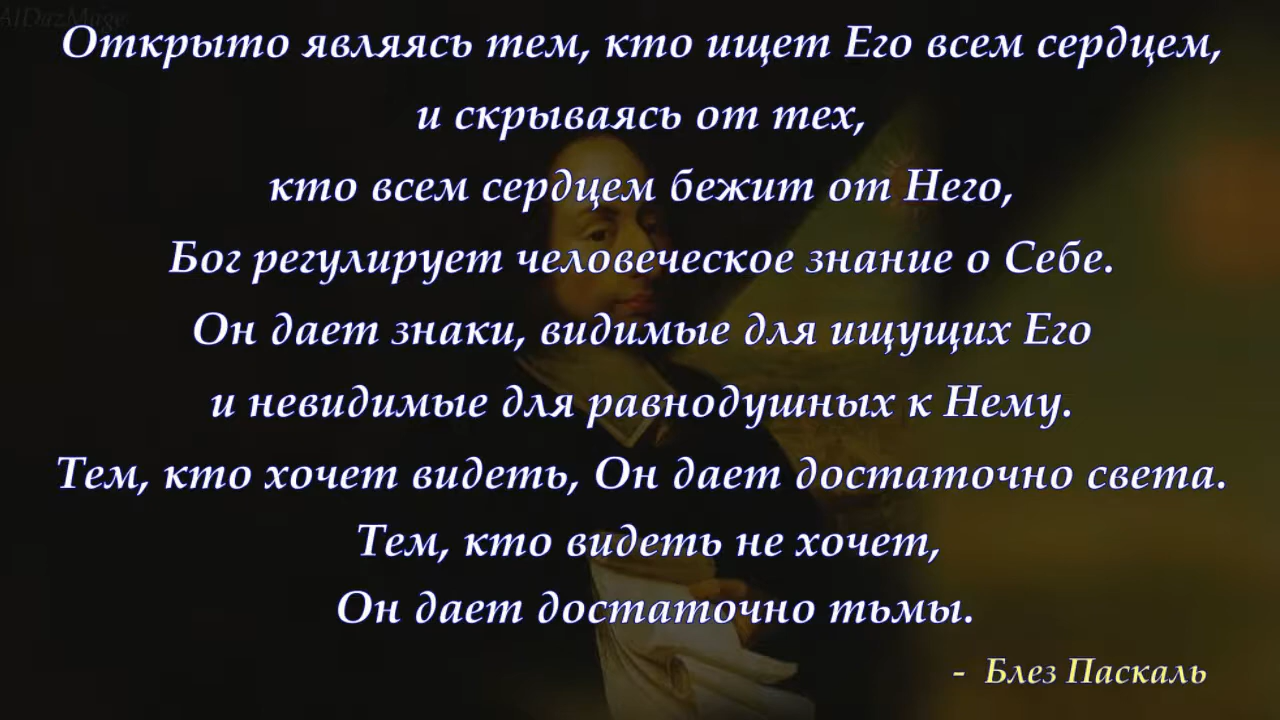 AlDazMage
Открыто являясь тем, кто ищет Его всем сердцем,
и скрываясь от тех,
кто всем сердцем бежит от Него,
Бог регулирует человеческое знание о Себе.
Он дает знаки, видимые для ищущих Его
и невидимые для равнодушных к Нему.
Тем, кто хочет видеть, Он дает достаточно света.
Тем, кто видеть не хочет,
Он дает достаточно тьмы.
- Блез Паскаль